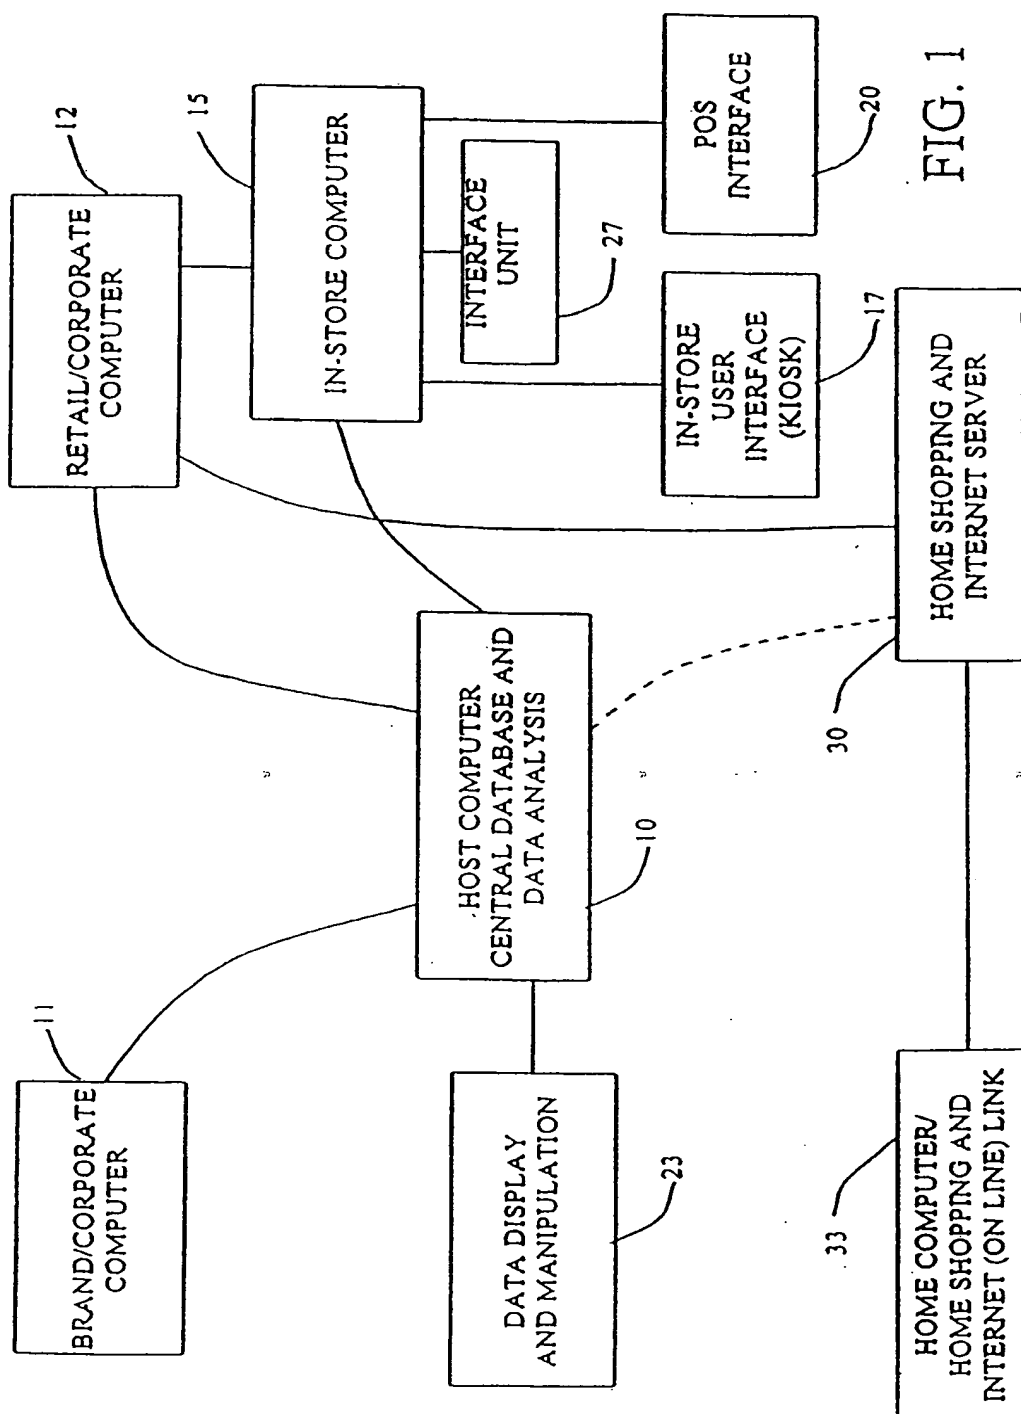 BRAND/CORPORATE
COMPUTER
11
RETAIL/CORPORATE
COMPUTER
12
15
IN-STORE COMPUTER
DATA DISPLAY
AND MANIPULATION
23
HOST COMPUTER
CENTRAL DATABASE AND
DATA ANALYSIS
10
INTERFACE
UNIT
27
IN-STORE
USER
INTERFACE
(KIOSK)
17
POS
INTERFACE
20
33
HOME COMPUTER/
HOME SHOPPING AND
INTERNET (ON LINE) LINK
30
HOME SHOPPING AND
INTERNET SERVER
FIG. 1